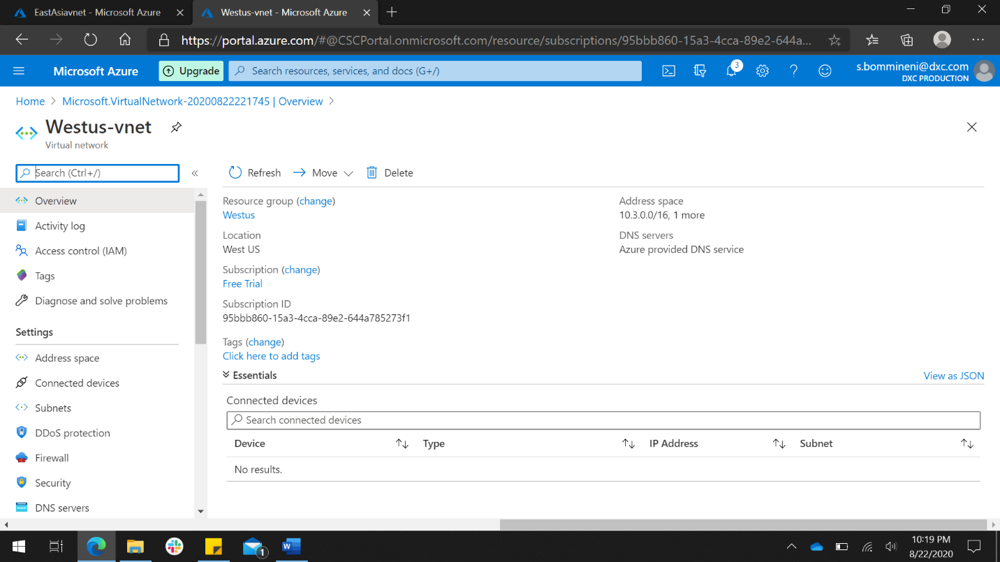 EastAsiavnet - Microsoft Azure
Westus-vnet - Microsoft Azure
https://portal.azure.com/#@CSCPortal.onmicrosoft.com/resource/subscriptions/95bbb860-15a3-4cca-89e2-644a...
Microsoft Azure
Upgrade
Search resources, services, and docs (G+/)
3
s.bommineni@dxc.com
DXC PRODUCTION
Home > Microsoft.VirtualNetwork-20200822221745 | Overview >
Westus-vnet
Virtual network
Search (Ctrl+/)
«
Refresh
Move
Delete
Overview
Activity log
Access control (IAM)
Tags
Diagnose and solve problems
Settings
Address space
Connected devices
Subnets
DDoS protection
Firewall
Security
DNS servers
Resource group (change)
Westus
Location
West US
Subscription (change)
Free Trial
Subscription ID
95bbb860-15a3-4cca-89e2-644a785273f1
Tags (change)
Click here to add tags
Address space
10.3.0.0/16, 1 more
DNS servers
Azure provided DNS service
Essentials
View as JSON
Connected devices
Search connected devices
Device Type IP Address Subnet
No results.
1
10:19 PM
8/22/2020